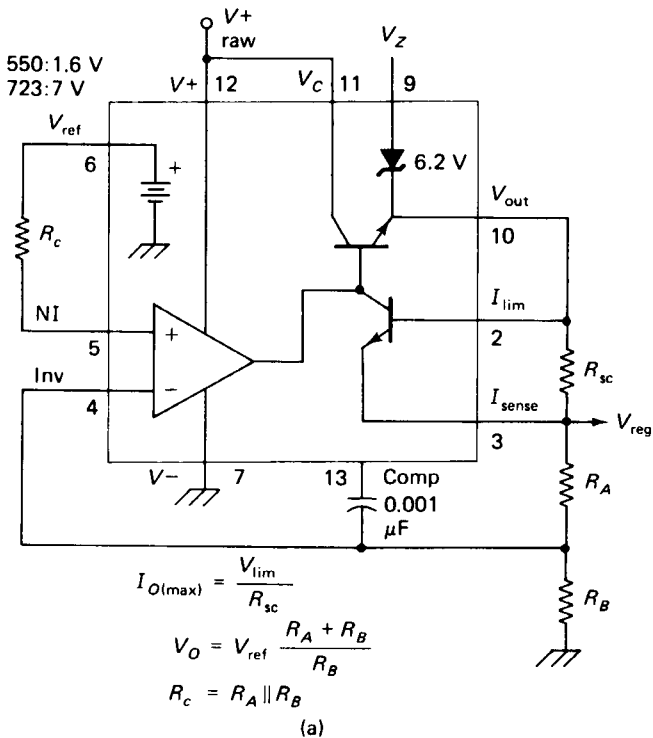 V+
raw
V_Z
550:1.6 V
723:7 V
V+ 12
V_C 11
9
V_ref
6
+
6.2 V
V_out
10
R_c
NI
5
+
I_lim
2
Inv
4
−
R_sc
I_sense
3
V_reg
V− 7
13 Comp
0.001
μF
R_A
R_B
I_O(max) = V_lim / R_sc
V_O = V_ref (R_A + R_B) / R_B
R_c = R_A || R_B
(a)